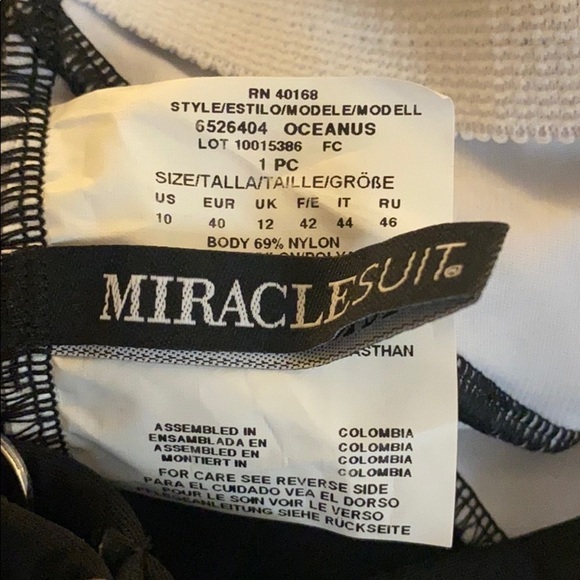 RN 40168
STYLE/ESTILO/MODELE/MODELL
6526404 OCEANUS
LOT 10015386 FC
1 PC
SIZE/TALLA/TAILLE/GRÖßE
US EUR UK F/E IT RU
10 40 12 42 44 46
BODY 69% NYLON
MIRACLESUIT®
ASSEMBLED IN COLOMBIA
ENSAMBLADA EN COLOMBIA
ASSEMBLED EN COLOMBIA
MONTIERT IN COLOMBIA
FOR CARE SEE REVERSE SIDE
PARA EL CUIDADO VEA EL DORSO
POUR LE SOIN VOIR LE VERSO
PFLEGEANLEITUNG SIEHE RÜCKSEITE